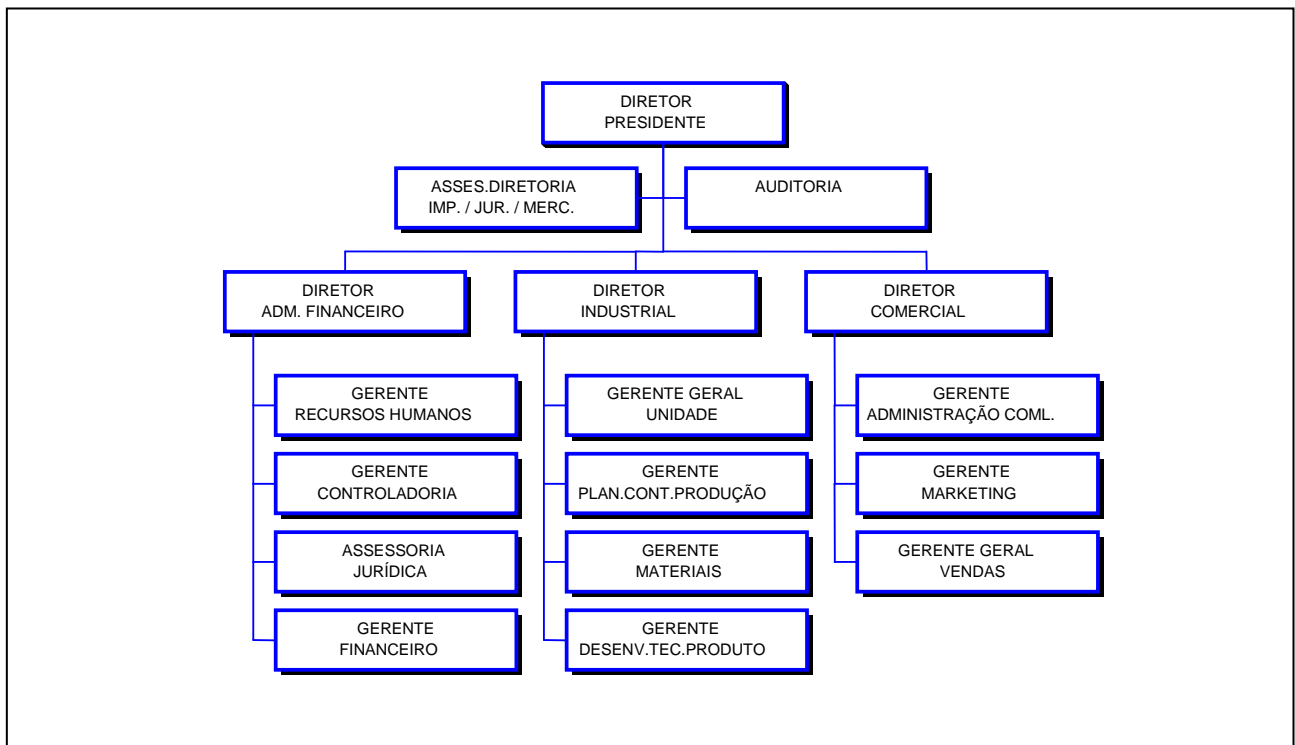 DIRETOR
PRESIDENTE
ASSES.DIRETORIA
IMP. / JUR. / MERC.
AUDITORIA
DIRETOR
ADM. FINANCEIRO
DIRETOR
INDUSTRIAL
DIRETOR
COMERCIAL
GERENTE
RECURSOS HUMANOS
GERENTE
CONTROLADORIA
ASSESSORIA
JURÍDICA
GERENTE
FINANCEIRO
GERENTE GERAL
UNIDADE
GERENTE
PLAN.CONT.PRODUÇÃO
GERENTE
MATERIAIS
GERENTE
DESENV.TEC.PRODUTO
GERENTE
ADMINISTRAÇÃO COML.
GERENTE
MARKETING
GERENTE GERAL
VENDAS